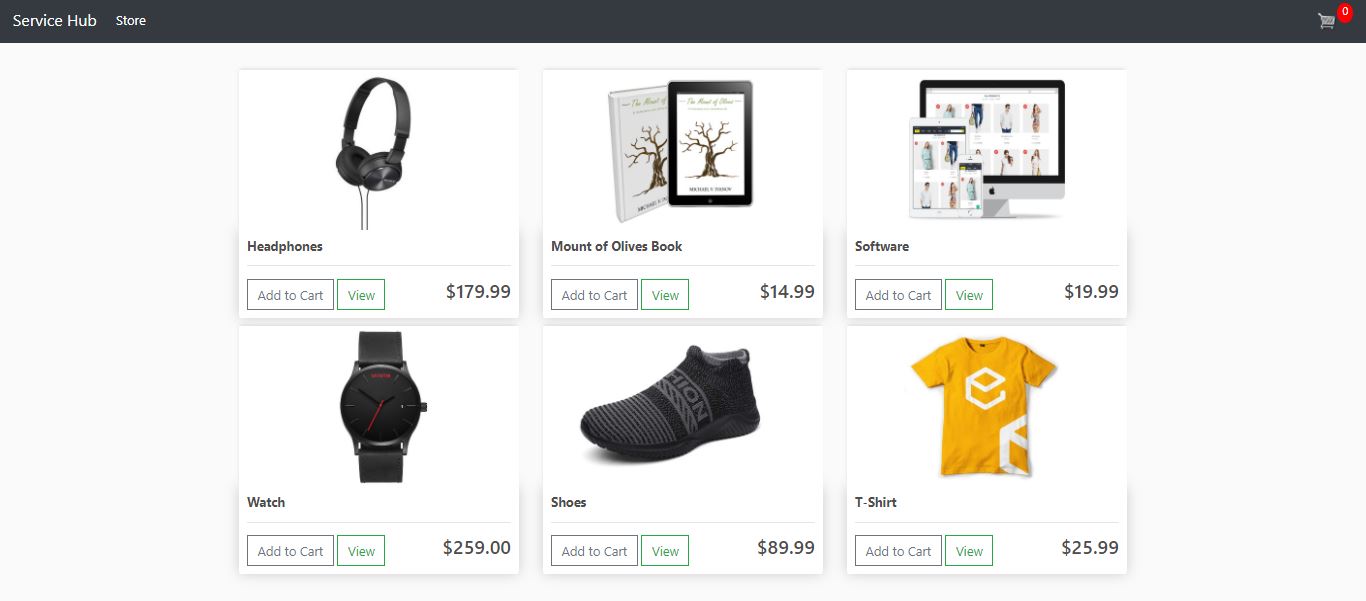 Service Hub Store 0
The Mount of Olives
The Mount of Olives
MICHAEL V. IVANOV
Headphones
Mount of Olives Book
Software
Add to Cart View $179.99
Add to Cart View $14.99
Add to Cart View $19.99
HION
Watch
Shoes
T-Shirt
Add to Cart View $259.00
Add to Cart View $89.99
Add to Cart View $25.99